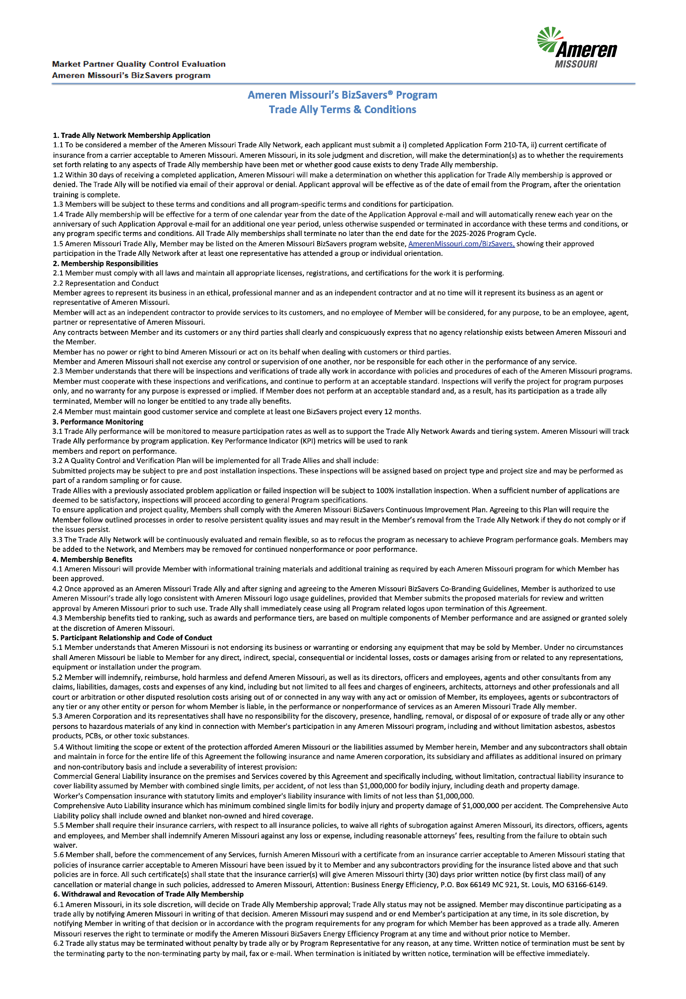 Ameren
MISSOURI
Market Partner Quality Control Evaluation
Ameren Missouri's BizSavers program
Ameren Missouri's BizSavers® Program
Trade Ally Terms & Conditions
1. Trade Ally Network Membership Application
1.1 To be considered a member of the Ameren Missouri Trade Ally Network, each applicant must submit a i) completed Application Form 210-TA, ii) current certificate of
insurance from a carrier acceptable to Ameren Missouri. Ameren Missouri, in its sole judgment and discretion, will make the determination(s) as to whether the requirements
set forth relating to any aspects of Trade Ally membership have been met or whether good cause exists to deny Trade Ally membership.
1.2 Within 30 days of receiving a completed application, Ameren Missouri will make a determination on whether this application for Trade Ally membership is approved or
denied. The Trade Ally will be notified via email of their approval or denial. Applicant approval will be effective as of the date of email from the Program, after the orientation
training is complete.
1.3 Members will be subject to these terms and conditions and all program-specific terms and conditions for participation.
1.4 Trade Ally membership will be effective for a term of one calendar year from the date of the Application Approval e-mail and will automatically renew each year on the
anniversary of such Application Approval e-mail for an additional one year period, unless otherwise suspended or terminated in accordance with these terms and conditions, or
any program specific terms and conditions. All Trade Ally memberships shall terminate no later than the end date for the 2025-2026 Program Cycle.
1.5 Ameren Missouri Trade Ally, Member may be listed on the Ameren Missouri BizSavers program website, AmerenMissouri.com/BizSavers, showing their approved
participation in the Trade Ally Network after at least one representative has attended a group or individual orientation.
2. Membership Responsibilities
2.1 Member must comply with all laws and maintain all appropriate licenses, registrations, and certifications for the work it is performing.
2.2 Representation and Conduct
Member agrees to represent its business in an ethical, professional manner and as an independent contractor and at no time will it represent its business as an agent or
representative of Ameren Missouri.
Member will act as an independent contractor to provide services to its customers, and no employee of Member will be considered, for any purpose, to be an employee, agent,
partner or representative of Ameren Missouri.
Any contracts between Member and its customers or any third parties shall clearly and conspicuously express that no agency relationship exists between Ameren Missouri and
the Member.
Member has no power or right to bind Ameren Missouri or act on its behalf when dealing with customers or third parties.
Member and Ameren Missouri shall not exercise any control or supervision of one another, nor be responsible for each other in the performance of any service.
2.3 Member understands that there will be inspections and verifications of trade ally work in accordance with policies and procedures of each of the Ameren Missouri programs.
Member must cooperate with these inspections and verifications, and continue to perform at an acceptable standard. Inspections will verify the project for program purposes
only, and no warranty for any purpose is expressed or implied. If Member does not perform at an acceptable standard and, as a result, has its participation as a trade ally
terminated, Member will no longer be entitled to any trade ally benefits.
2.4 Member must maintain good customer service and complete at least one BizSavers project every 12 months.
3. Performance Monitoring
3.1 Trade Ally performance will be monitored to measure participation rates as well as to support the Trade Ally Network Awards and tiering system. Ameren Missouri will track
Trade Ally performance by program application. Key Performance Indicator (KPI) metrics will be used to rank
members and report on performance.
3.2 A Quality Control and Verification Plan will be implemented for all Trade Allies and shall include:
Submitted projects may be subject to pre and post installation inspections. These inspections will be assigned based on project type and project size and may be performed as
part of a random sampling or for cause.
Trade Allies with a previously associated problem application or failed inspection will be subject to 100% installation inspection. When a sufficient number of applications are
deemed to be satisfactory, inspections will proceed according to general Program specifications.
To ensure application and project quality, Members shall comply with the Ameren Missouri BizSavers Continuous Improvement Plan. Agreeing to this Plan will require the
Member follow outlined processes in order to resolve persistent quality issues and may result in the Member's removal from the Trade Ally Network if they do not comply or if
the issues persist.
3.3 The Trade Ally Network will be continuously evaluated and remain flexible, so as to refocus the program as necessary to achieve Program performance goals. Members may
be added to the Network, and Members may be removed for continued nonperformance or poor performance.
4. Membership Benefits
4.1 Ameren Missouri will provide Member with informational training materials and additional training as required by each Ameren Missouri program for which Member has
been approved.
4.2 Once approved as an Ameren Missouri Trade Ally and after signing and agreeing to the Ameren Missouri BizSavers Co-Branding Guidelines, Member is authorized to use
Ameren Missouri's trade ally logo consistent with Ameren Missouri logo usage guidelines, provided that Member submits the proposed materials for review and written
approval by Ameren Missouri prior to such use. Trade Ally shall immediately cease using all Program related logos upon termination of this Agreement.
4.3 Membership benefits tied to ranking, such as awards and performance tiers, are based on multiple components of Member performance and are assigned or granted solely
at the discretion of Ameren Missouri.
5. Participant Relationship and Code of Conduct
5.1 Member understands that Ameren Missouri is not endorsing its business or warranting or endorsing any equipment that may be sold by Member. Under no circumstances
shall Ameren Missouri be liable to Member for any direct, indirect, special, consequential or incidental losses, costs or damages arising from or related to any representations,
equipment or installation under the program.
5.2 Member will indemnify, reimburse, hold harmless and defend Ameren Missouri, as well as its directors, officers and employees, agents and other consultants from any
claims, liabilities, damages, costs and expenses of any kind, including but not limited to all fees and charges of engineers, architects, attorneys and other professionals and all
court or arbitration or other disputed resolution costs arising out of or connected in any way with any act or omission of Member, its employees, agents or subcontractors of
any tier or any other entity or person for whom Member is liable, in the performance or nonperformance of services as an Ameren Missouri Trade Ally member.
5.3 Ameren Corporation and its representatives shall have no responsibility for the discovery, presence, handling, removal, or disposal of or exposure of trade ally or any other
persons to hazardous materials of any kind in connection with Member's participation in any Ameren Missouri program, including and without limitation asbestos, asbestos
products, PCBs, or other toxic substances.
5.4 Without limiting the scope or extent of the protection afforded Ameren Missouri or the liabilities assumed by Member herein, Member and any subcontractors shall obtain
and maintain in force for the entire life of this Agreement the following insurance and name Ameren corporation, its subsidiary and affiliates as additional insured on primary
and non-contributory basis and include a severability of interest provision:
Commercial General Liability insurance on the premises and Services covered by this Agreement and specifically including, without limitation, contractual liability insurance to
cover liability assumed by Member with combined single limits, per accident, of not less than $1,000,000 for bodily injury, including death and property damage.
Worker's Compensation insurance with statutory limits and employer's liability insurance with limits of not less than $1,000,000.
Comprehensive Auto Liability insurance which has minimum combined single limits for bodily injury and property damage of $1,000,000 per accident. The Comprehensive Auto
Liability policy shall include owned and blanket non-owned and hired coverage.
5.5 Member shall require their insurance carriers, with respect to all insurance policies, to waive all rights of subrogation against Ameren Missouri, its directors, officers, agents
and employees, and Member shall indemnify Ameren Missouri against any loss or expense, including reasonable attorneys' fees, resulting from the failure to obtain such
waiver.
5.6 Member shall, before the commencement of any Services, furnish Ameren Missouri with a certificate from an insurance carrier acceptable to Ameren Missouri stating that
policies of insurance carrier acceptable to Ameren Missouri have been issued by it to Member and any subcontractors providing for the insurance listed above and that such
policies are in force. All such certificate(s) shall state that the insurance carrier(s) will give Ameren Missouri thirty (30) days prior written notice (by first class mail) of any
cancellation or material change in such policies, addressed to Ameren Missouri, Attention: Business Energy Efficiency, P.O. Box 66149 MC 921, St. Louis, MO 63166-6149.
6. Withdrawal and Revocation of Trade Ally Membership
6.1 Ameren Missouri, in its sole discretion, will decide on Trade Ally Membership approval; Trade Ally status may not be assigned. Member may discontinue participating as a
trade ally by notifying Ameren Missouri in writing of that decision. Ameren Missouri may suspend and or end Member's participation at any time, in its sole discretion, by
notifying Member in writing of that decision or in accordance with the program requirements for any program for which Member has been approved as a trade ally. Ameren
Missouri reserves the right to terminate or modify the Ameren Missouri BizSavers Energy Efficiency Program at any time and without prior notice to Member.
6.2 Trade ally status may be terminated without penalty by trade ally or by Program Representative for any reason, at any time. Written notice of termination must be sent by
the terminating party to the non-terminating party by mail, fax or e-mail. When termination is initiated by written notice, termination will be effective immediately.